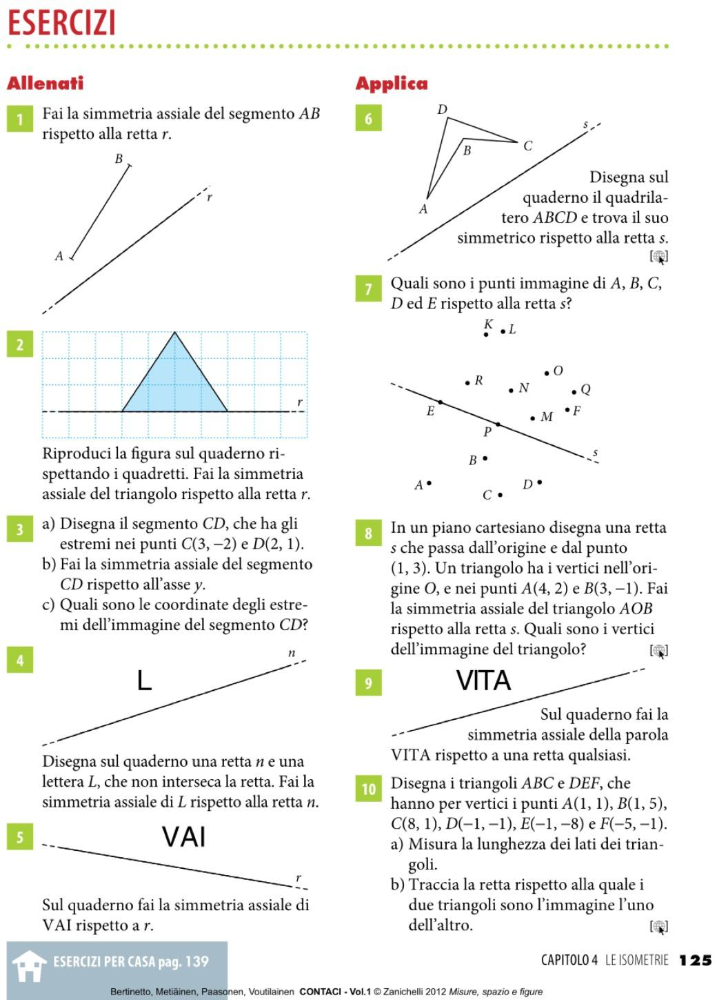 ESERCIZI
Allenati
1
Fai la simmetria assiale del segmento AB
rispetto alla retta r.
B
A
r
2
r
Riproduci la figura sul quaderno ri-
spettando i quadretti. Fai la simmetria
assiale del triangolo rispetto alla retta r.
3
a) Disegna il segmento CD, che ha gli
estremi nei punti C(3, −2) e D(2, 1).
b) Fai la simmetria assiale del segmento
CD rispetto all'asse y.
c) Quali sono le coordinate degli estre-
mi dell'immagine del segmento CD?
4
n
L
Disegna sul quaderno una retta n e una
lettera L, che non interseca la retta. Fai la
simmetria assiale di L rispetto alla retta n.
5
VAI
r
Sul quaderno fai la simmetria assiale di
VAI rispetto a r.
ESERCIZI PER CASA pag. 139
Applica
6
D
s
B
C
A
Disegna sul
quaderno il quadrila-
tero ABCD e trova il suo
simmetrico rispetto alla retta s.
7
Quali sono i punti immagine di A, B, C,
D ed E rispetto alla retta s?
K
L
O
R
N
Q
E
M
F
P
s
B
A
D
C
8
In un piano cartesiano disegna una retta
s che passa dall'origine e dal punto
(1, 3). Un triangolo ha i vertici nell'ori-
gine O, e nei punti A(4, 2) e B(3, −1). Fai
la simmetria assiale del triangolo AOB
rispetto alla retta s. Quali sono i vertici
dell'immagine del triangolo?
9
VITA
Sul quaderno fai la
simmetria assiale della parola
VITA rispetto a una retta qualsiasi.
10
Disegna i triangoli ABC e DEF, che
hanno per vertici i punti A(1, 1), B(1, 5),
C(8, 1), D(−1, −1), E(−1, −8) e F(−5, −1).
a) Misura la lunghezza dei lati dei trian-
goli.
b) Traccia la retta rispetto alla quale i
due triangoli sono l'immagine l'uno
dell'altro.
CAPITOLO 4 LE ISOMETRIE 125
Bertinetto, Metiäinen, Paasonen, Voutilainen CONTACI - Vol.1 © Zanichelli 2012 Misure, spazio e figure